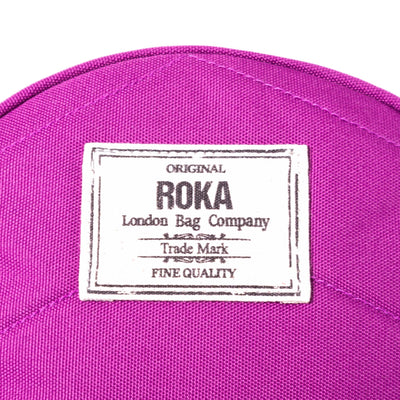 ORIGINAL
ROKA
London Bag Company
Trade Mark
FINE QUALITY